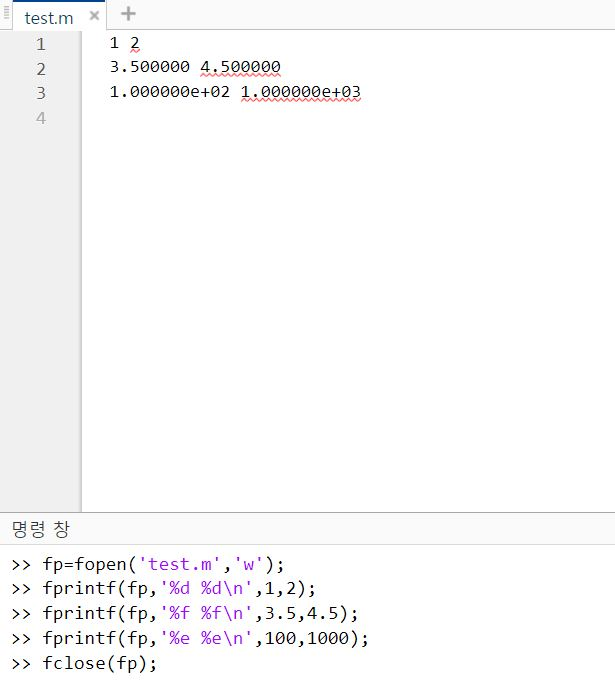 test.m × +
1 1 2
2 3.500000 4.500000
3 1.000000e+02 1.000000e+03
4
명령 창
>> fp=fopen('test.m','w');
>> fprintf(fp,'%d %d\n',1,2);
>> fprintf(fp,'%f %f\n',3.5,4.5);
>> fprintf(fp,'%e %e\n',100,1000);
>> fclose(fp);